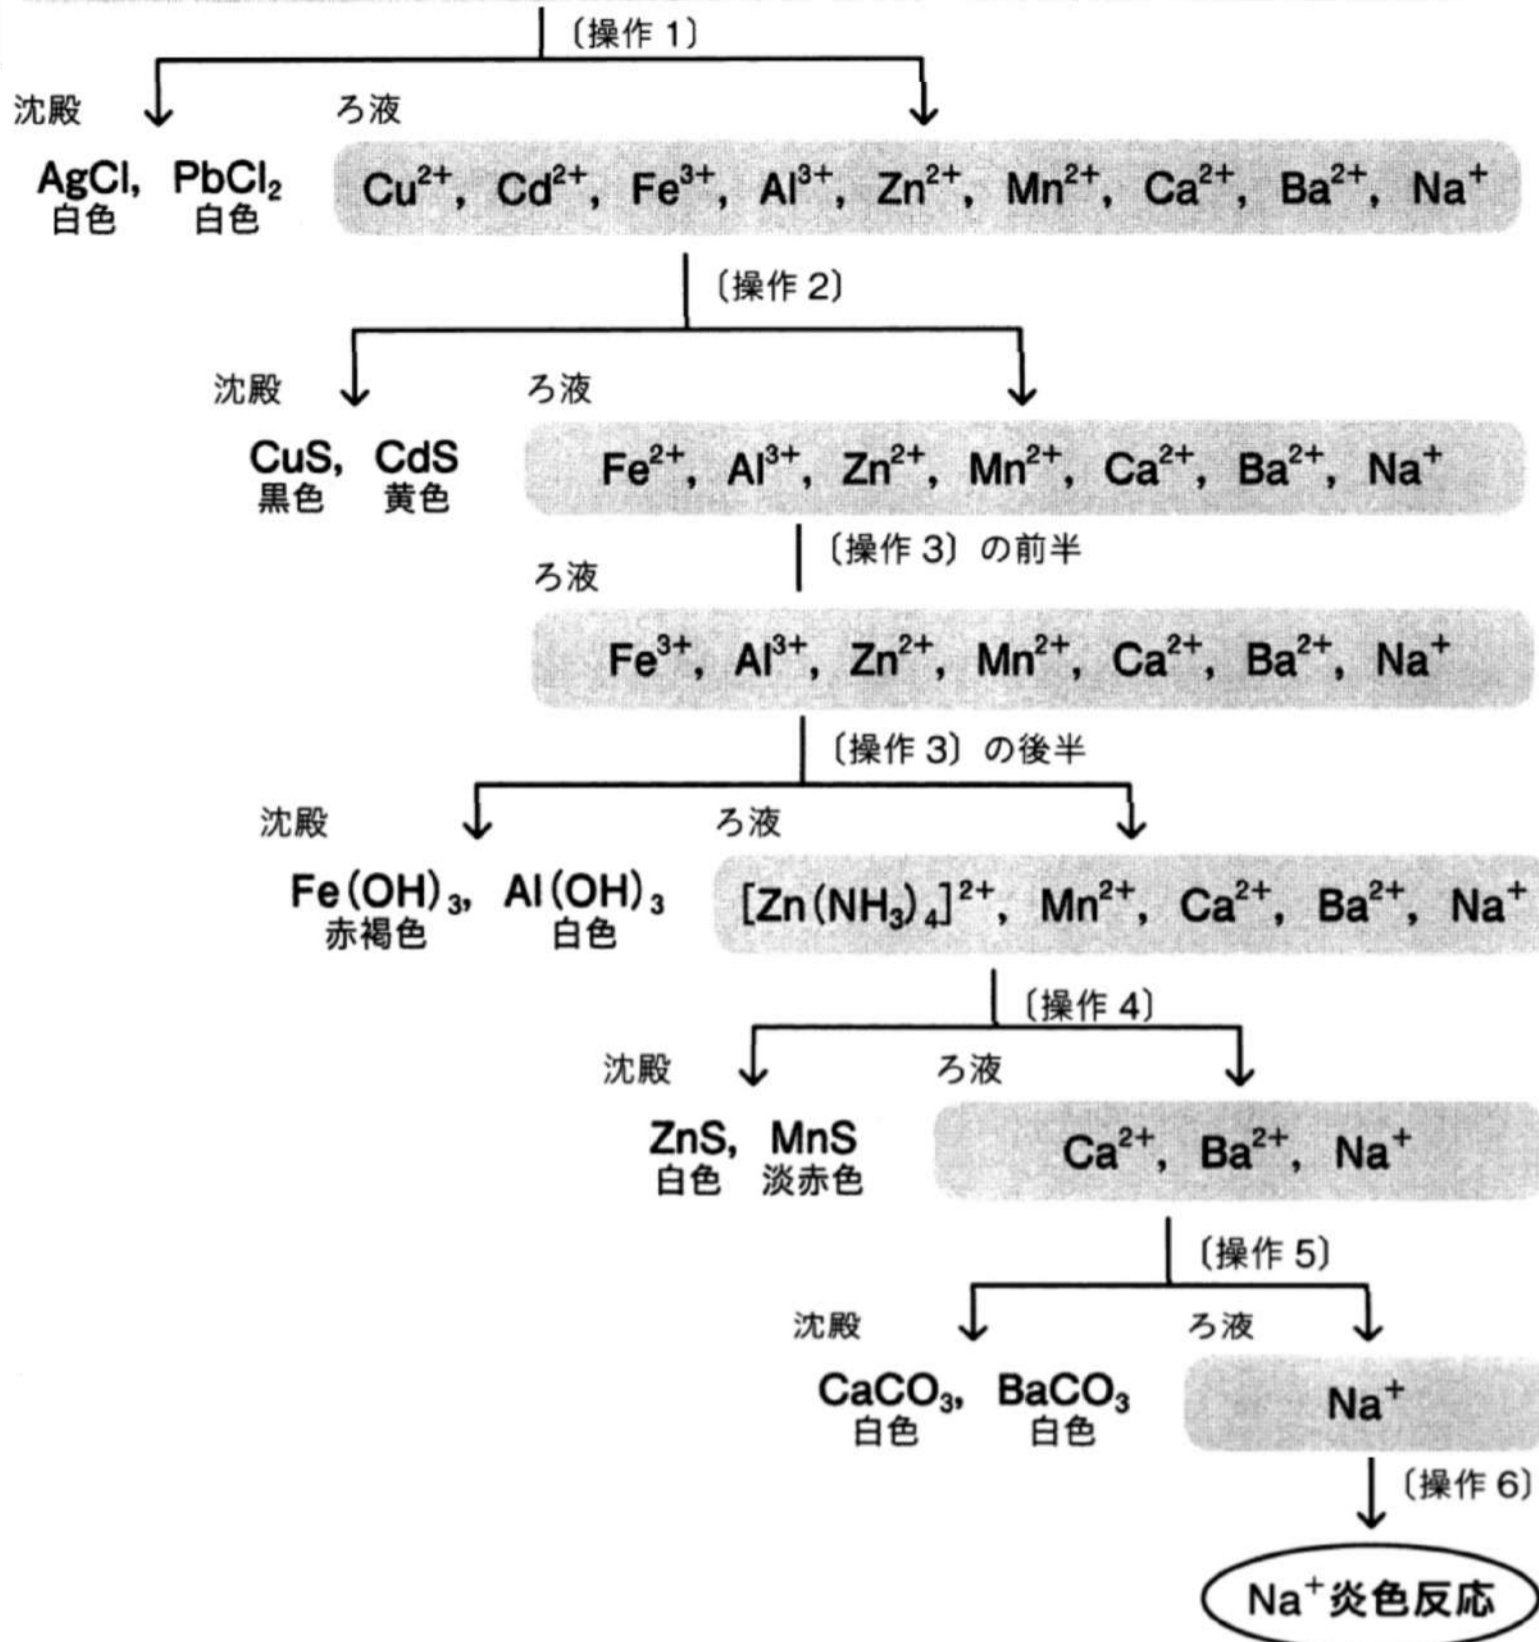 〔操作 1〕
沈殿 ろ液
AgCl, PbCl₂ Cu²⁺, Cd²⁺, Fe³⁺, Al³⁺, Zn²⁺, Mn²⁺, Ca²⁺, Ba²⁺, Na⁺
白色 白色
〔操作 2〕
沈殿 ろ液
CuS, CdS Fe²⁺, Al³⁺, Zn²⁺, Mn²⁺, Ca²⁺, Ba²⁺, Na⁺
黒色 黄色
〔操作 3〕の前半
ろ液
Fe³⁺, Al³⁺, Zn²⁺, Mn²⁺, Ca²⁺, Ba²⁺, Na⁺
〔操作 3〕の後半
沈殿 ろ液
Fe(OH)₃, Al(OH)₃ [Zn(NH₃)₄]²⁺, Mn²⁺, Ca²⁺, Ba²⁺, Na⁺
赤褐色 白色
〔操作 4〕
沈殿 ろ液
ZnS, MnS Ca²⁺, Ba²⁺, Na⁺
白色 淡赤色
〔操作 5〕
沈殿 ろ液
CaCO₃, BaCO₃ Na⁺
白色 白色
〔操作 6〕
Na⁺炎色反応